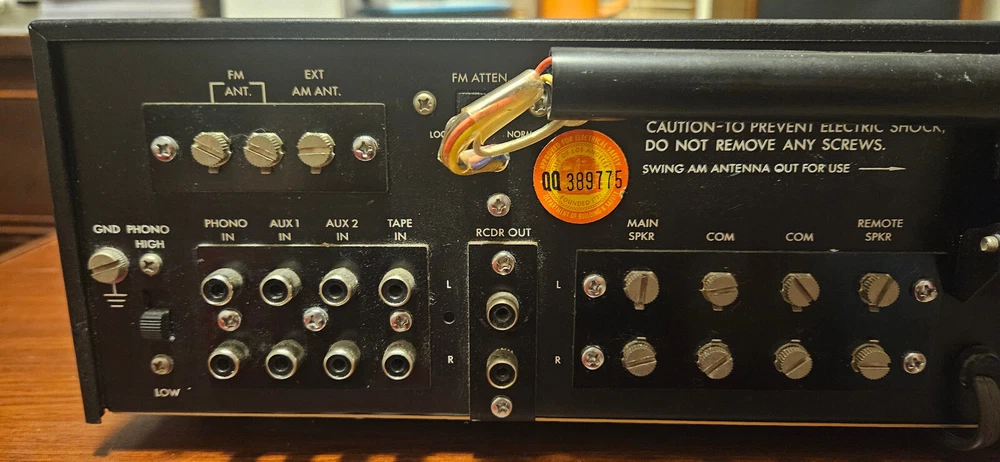 FM
ANT.
EXT
AM ANT.
FM ATTEN.
CAUTION-TO PREVENT ELECTRIC SHOCK,
DO NOT REMOVE ANY SCREWS.
SWING AM ANTENNA OUT FOR USE
QQ 389775
GND
PHONO
HIGH
LOW
PHONO
IN
AUX 1
IN
AUX 2
IN
TAPE
IN
L
R
RCDR OUT
L
R
MAIN
SPKR
COM
COM
REMOTE
SPKR